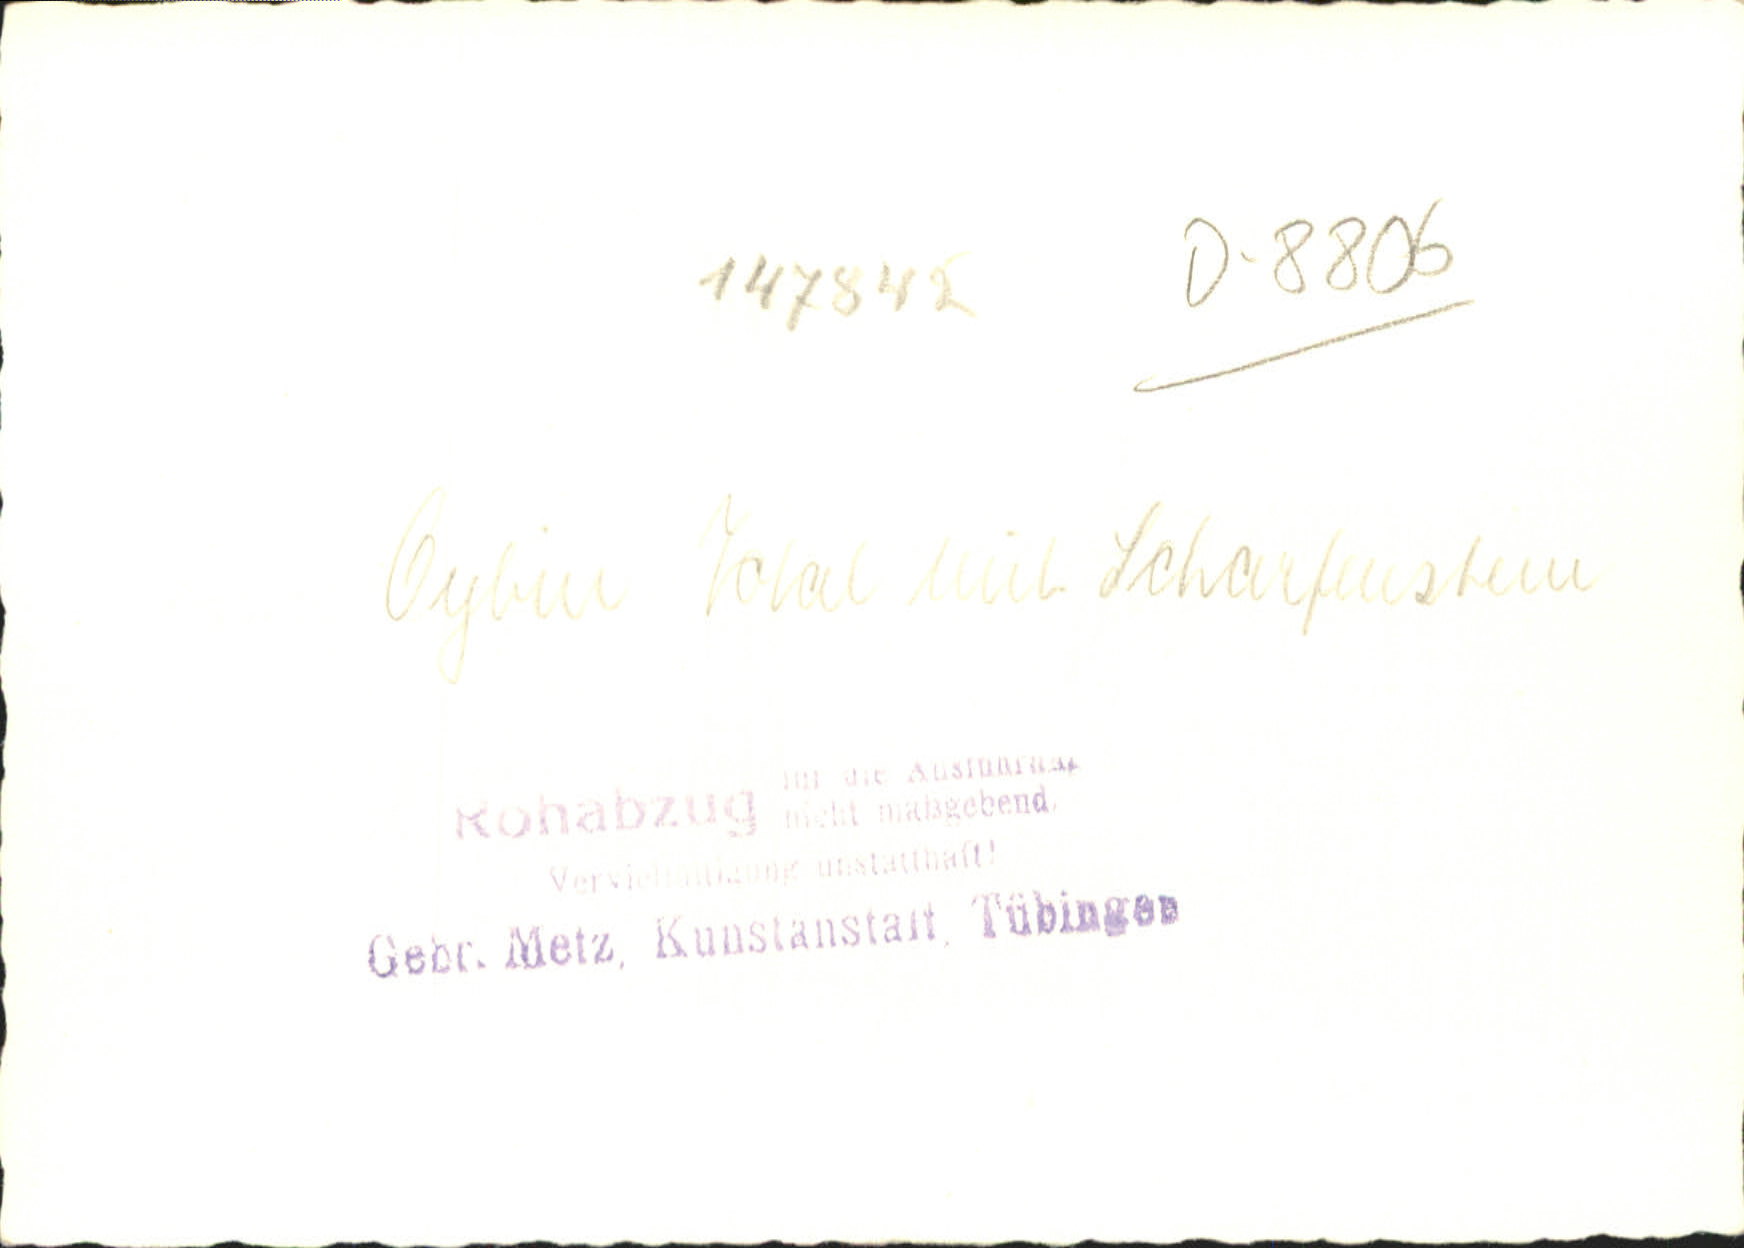 147842
D-8806
Oybin Total mit Scharfenstein
Rohabzug für die Ausführung
nicht maßgebend.
Vervielfältigung unstatthaft!
Gebr. Metz, Kunstanstalt, Tübingen